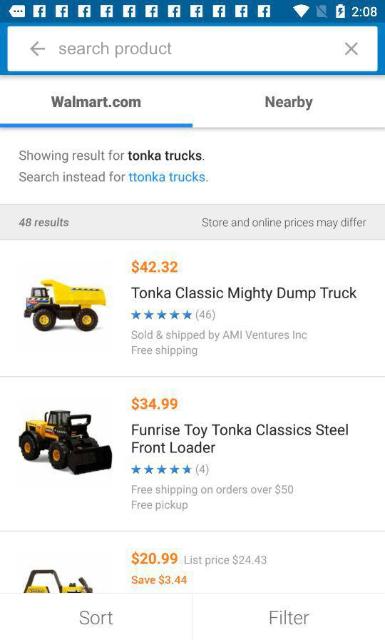 2:08
search product
Walmart.com
Nearby
Showing result for tonka trucks.
Search instead for ttonka trucks.
48 results
Store and online prices may differ
$42.32
Tonka Classic Mighty Dump Truck
(46)
Sold & shipped by AMI Ventures Inc
Free shipping
$34.99
Funrise Toy Tonka Classics Steel
Front Loader
(4)
Free shipping on orders over $50
Free pickup
$20.99 List price $24.43
Save $3.44
Sort
Filter